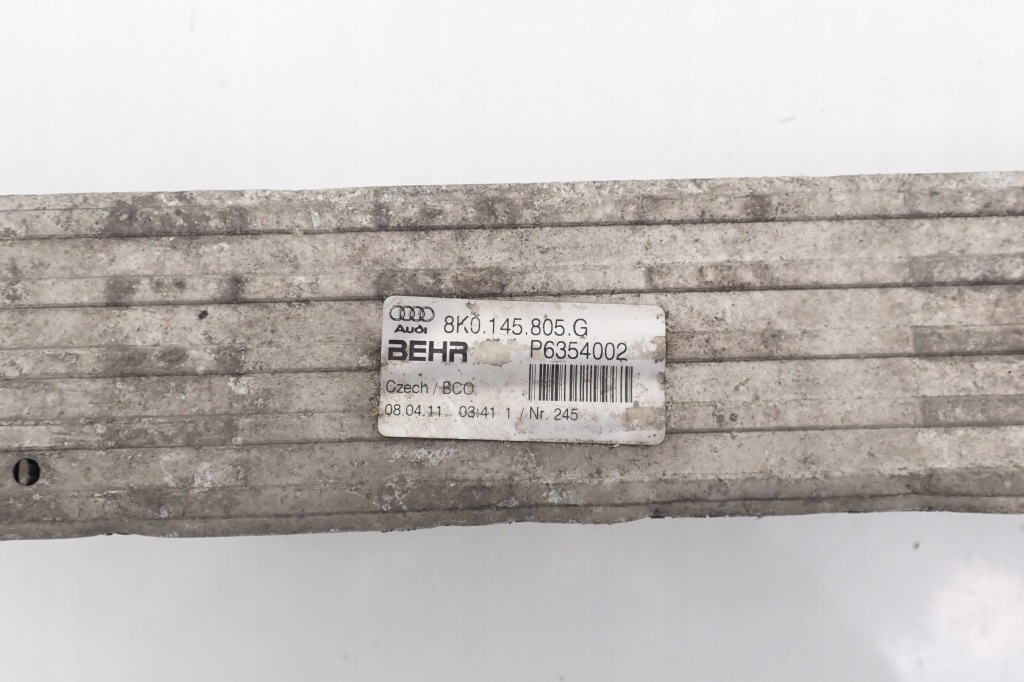 Audi 8K0.145.805.G
BEHR P6354002
Czech / BCO
08.04.11 03:41 1 / Nr. 245